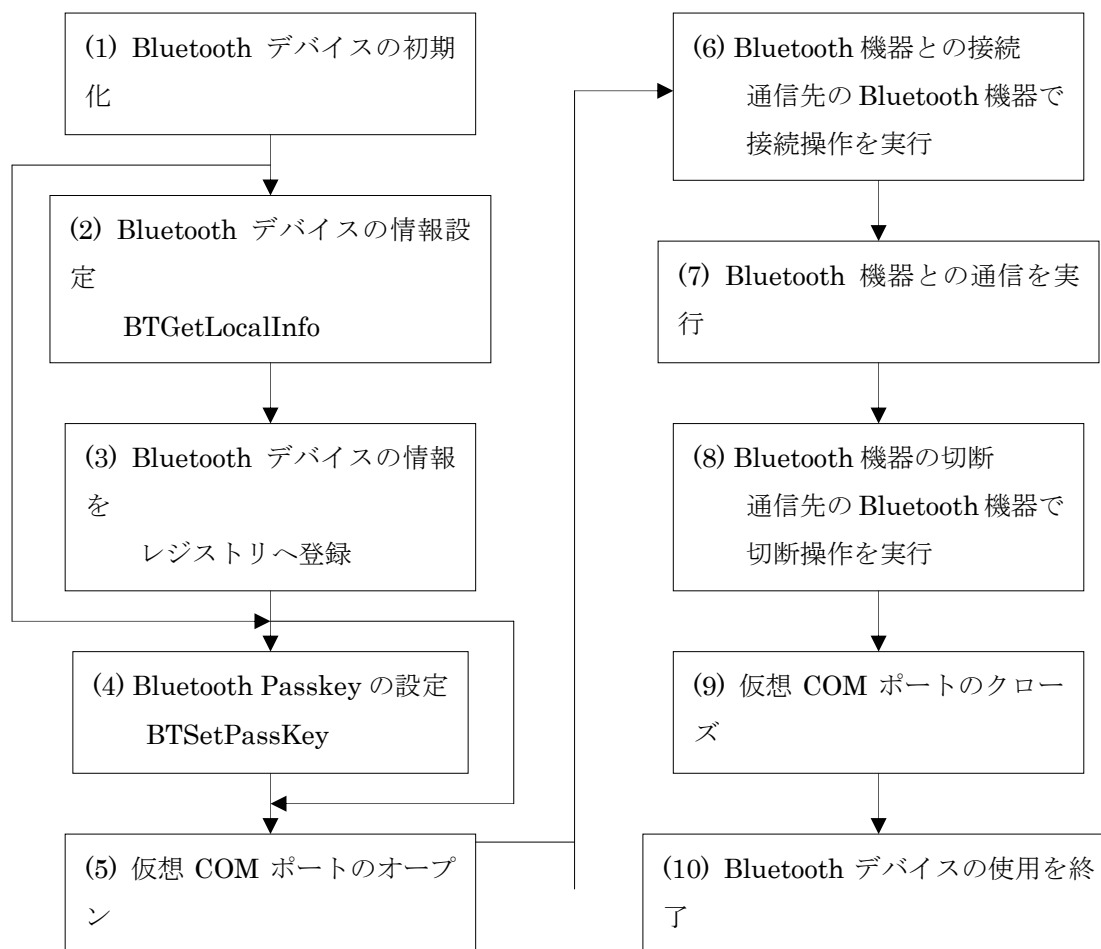 (1) Bluetooth デバイスの初期
化
(2) Bluetooth デバイスの情報設
定
BTGetLocalInfo
(3) Bluetooth デバイスの情報
を
レジストリへ登録
(4) Bluetooth Passkey の設定
BTSetPassKey
(5) 仮想 COM ポートのオープ
ン
(6) Bluetooth 機器との接続
通信先の Bluetooth 機器で
接続操作を実行
(7) Bluetooth 機器との通信を実
行
(8) Bluetooth 機器の切断
通信先の Bluetooth 機器で
切断操作を実行
(9) 仮想 COM ポートのクロー
ズ
(10) Bluetooth デバイスの使用を終
了